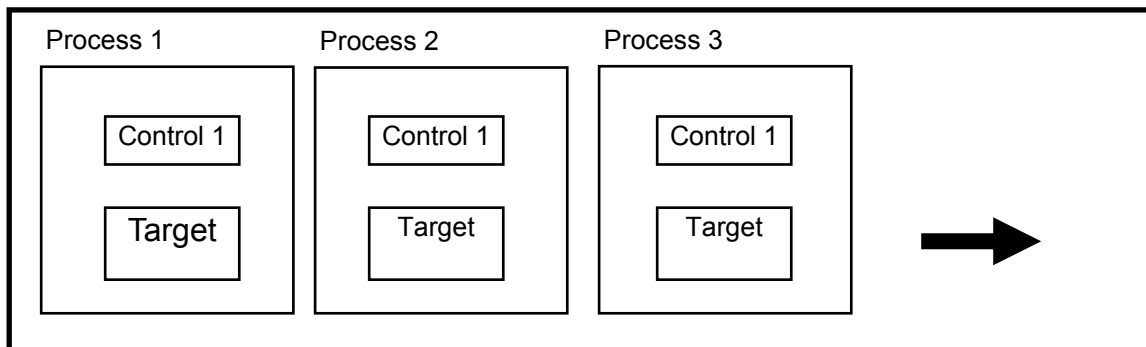 Process 1
Process 2
Process 3
Control 1
Control 1
Control 1
Target
Target
Target